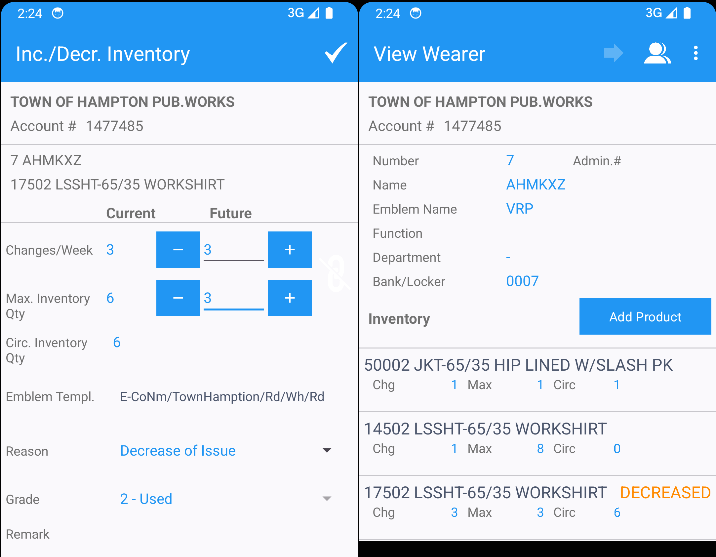 2:24
3G
Inc./Decr. Inventory
TOWN OF HAMPTON PUB.WORKS
Account # 1477485
7 AHMKXZ
17502 LSSHT-65/35 WORKSHIRT
Current Future
Changes/Week 3 − 3 +
Max. Inventory Qty 6 − 3 +
Circ. Inventory Qty 6
Emblem Templ. E-CoNm/TownHamption/Rd/Wh/Rd
Reason Decrease of Issue
Grade 2 - Used
Remark
2:24
3G
View Wearer
TOWN OF HAMPTON PUB.WORKS
Account # 1477485
Number 7 Admin.#
Name AHMKXZ
Emblem Name VRP
Function
Department -
Bank/Locker 0007
Inventory Add Product
50002 JKT-65/35 HIP LINED W/SLASH PK
Chg 1 Max 1 Circ 1
14502 LSSHT-65/35 WORKSHIRT
Chg 1 Max 8 Circ 0
17502 LSSHT-65/35 WORKSHIRT DECREASED
Chg 3 Max 3 Circ 6